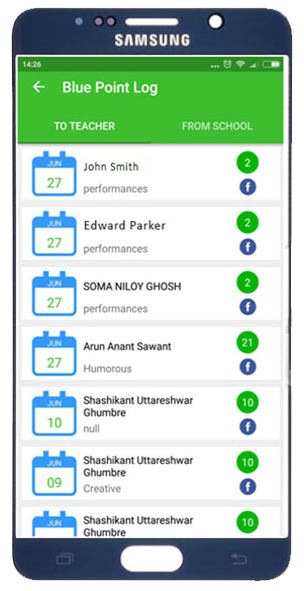 SAMSUNG
14:26
Blue Point Log
TO TEACHER
FROM SCHOOL
JUN
27
John Smith
performances
2
f
JUN
27
Edward Parker
performances
2
f
JUN
27
SOMA NILOY GHOSH
performances
2
f
JUN
27
Arun Anant Sawant
Humorous
21
f
JUN
10
Shashikant Uttareshwar
Ghumbre
null
10
f
JUN
09
Shashikant Uttareshwar
Ghumbre
Creative
10
f
JUN
Shashikant Uttareshwar
Ghumbre
10